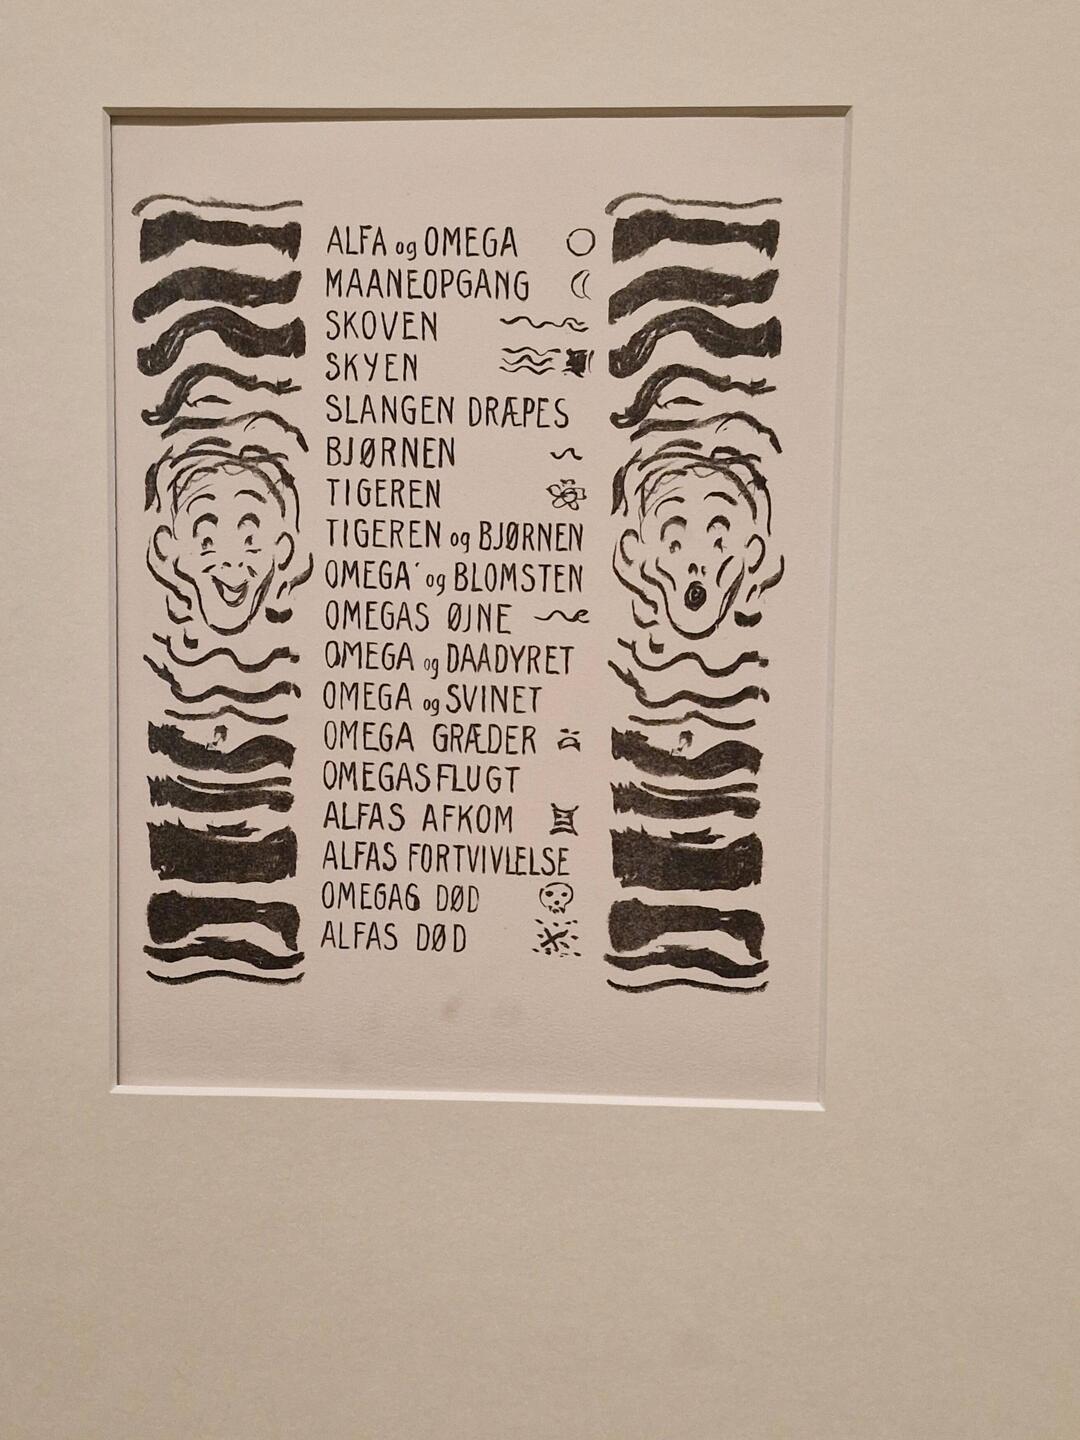 ALFA og OMEGA
MAANEOPGANG
SKOVEN
SKYEN
SLANGEN DRÆPES
BJØRNEN
TIGEREN
TIGEREN og BJØRNEN
OMEGA og BLOMSTEN
OMEGAS ØJNE
OMEGA og DAADYRET
OMEGA og SVINET
OMEGA GRÆDER
OMEGAS FLUGT
ALFAS AFKOM
ALFAS FORTVIVLELSE
OMEGAS DØD
ALFAS DØD